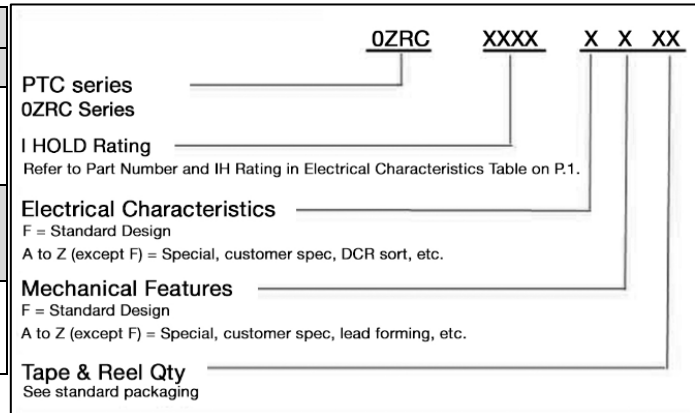 0ZRC XXXX X X XX
PTC series
0ZRC Series
I HOLD Rating
Refer to Part Number and IH Rating in Electrical Characteristics Table on P.1.
Electrical Characteristics
F = Standard Design
A to Z (except F) = Special, customer spec, DCR sort, etc.
Mechanical Features
F = Standard Design
A to Z (except F) = Special, customer spec, lead forming, etc.
Tape & Reel Qty
See standard packaging